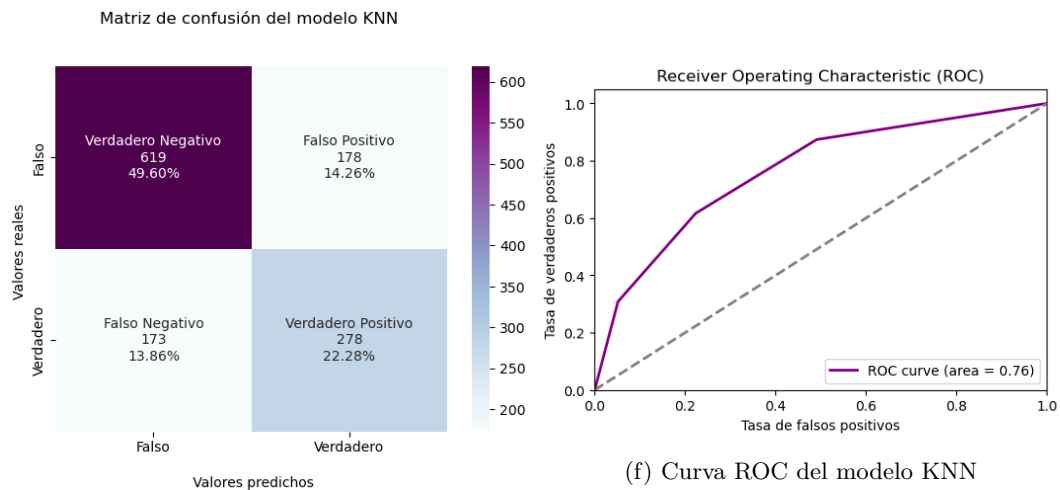 Matriz de confusión del modelo KNN
Valores reales
Falso
Verdadero
Verdadero Negativo
619
49.60%
Falso Positivo
178
14.26%
Falso Negativo
173
13.86%
Verdadero Positivo
278
22.28%
Falso
Verdadero
Valores predichos
600
550
500
450
400
350
300
250
200
Receiver Operating Characteristic (ROC)
Tasa de verdaderos positivos
1.0
0.8
0.6
0.4
0.2
0.0
ROC curve (area = 0.76)
0.0
0.2
0.4
0.6
0.8
1.0
Tasa de falsos positivos
(f) Curva ROC del modelo KNN